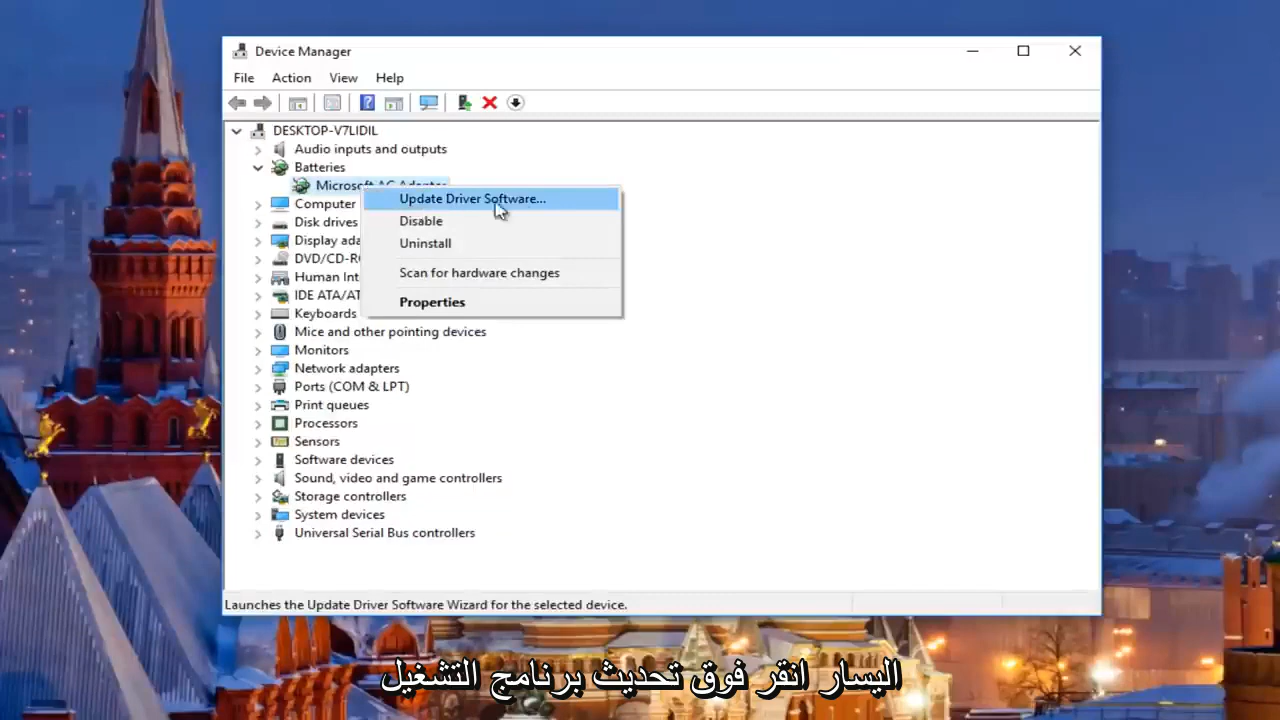 Device Manager
File Action View Help
DESKTOP-V7LIDIL
Audio inputs and outputs
Batteries
Microsoft AC Adapter
Update Driver Software...
Computer
Disable
Disk drives
Display ada
Uninstall
DVD/CD-R
Scan for hardware changes
Human Int
IDE ATA/AT
Properties
Keyboards
Mice and other pointing devices
Monitors
Network adapters
Ports (COM & LPT)
Print queues
Processors
Sensors
Software devices
Sound, video and game controllers
Storage controllers
System devices
Universal Serial Bus controllers
Launches the Update Driver Software Wizard for the selected device.
اليسار انقر فوق تحديث برنامج التشغيل